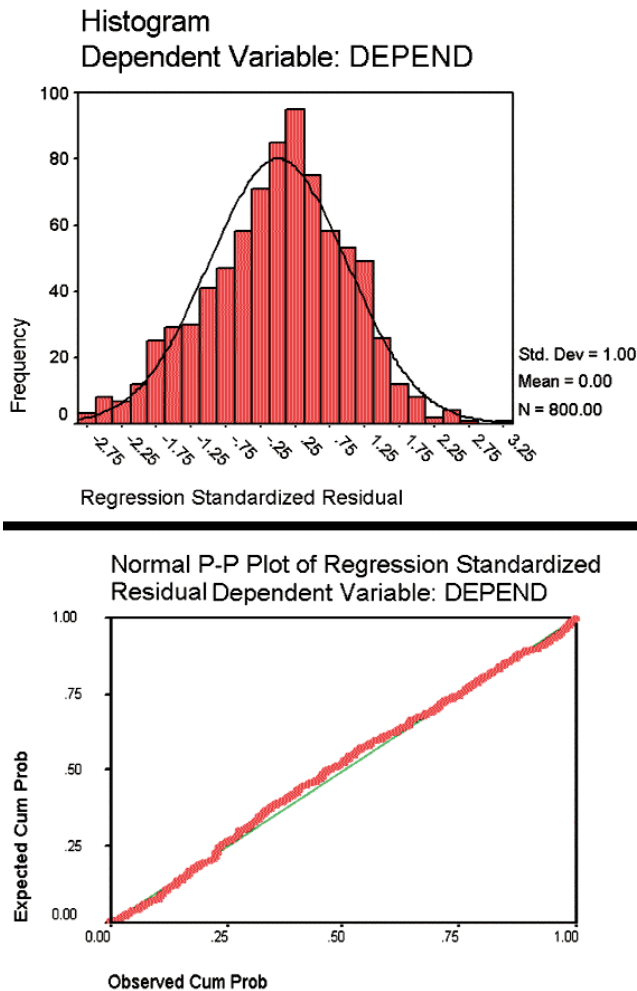 Histogram
Dependent Variable: DEPEND
100
80
60
40
20
0
Frequency
Std. Dev = 1.00
Mean = 0.00
N = 800.00
-2.75
-2.25
-1.75
-1.25
-.75
-.25
.25
.75
1.25
1.75
2.25
2.75
3.25
Regression Standardized Residual
Normal P-P Plot of Regression Standardized
Residual Dependent Variable: DEPEND
1.00
.75
.50
.25
0.00
Expected Cum Prob
0.00 .25 .50 .75 1.00
Observed Cum Prob